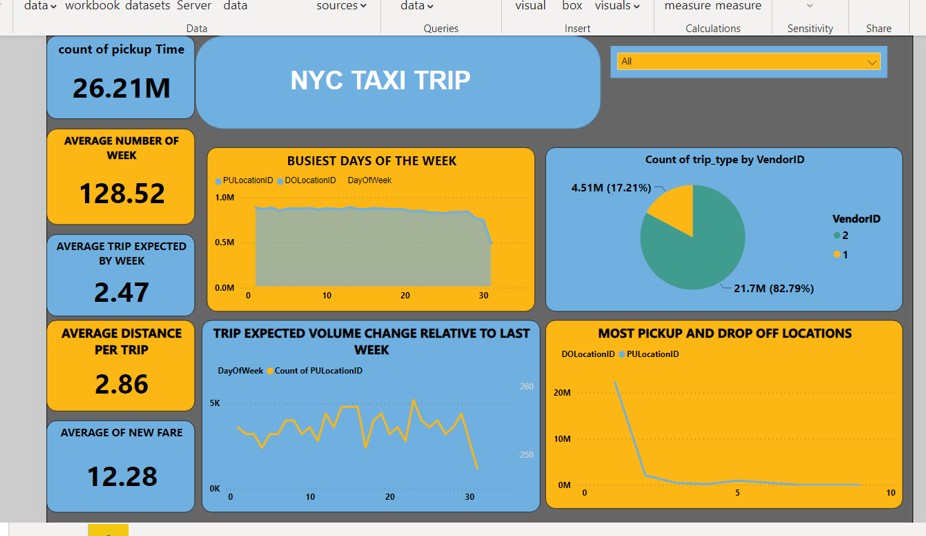 data workbook datasets Server data sources data visual box visuals measure measure
Data Queries Insert Calculations Sensitivity Share
count of pickup Time
26.21M
NYC TAXI TRIP
All
AVERAGE NUMBER OF
WEEK
128.52
AVERAGE TRIP EXPECTED
BY WEEK
2.47
AVERAGE DISTANCE
PER TRIP
2.86
AVERAGE OF NEW FARE
12.28
BUSIEST DAYS OF THE WEEK
PULocationID DOLocationID DayOfWeek
1.0M
0.5M
0.0M
0 10 20 30
Count of trip_type by VendorID
4.51M (17.21%)
VendorID
2
1
21.7M (82.79%)
TRIP EXPECTED VOLUME CHANGE RELATIVE TO LAST
WEEK
DayOfWeek Count of PULocationID
260
5K
250
0K
0 10 20 30
MOST PICKUP AND DROP OFF LOCATIONS
DOLocationID PULocationID
20M
10M
0M
0 5 10